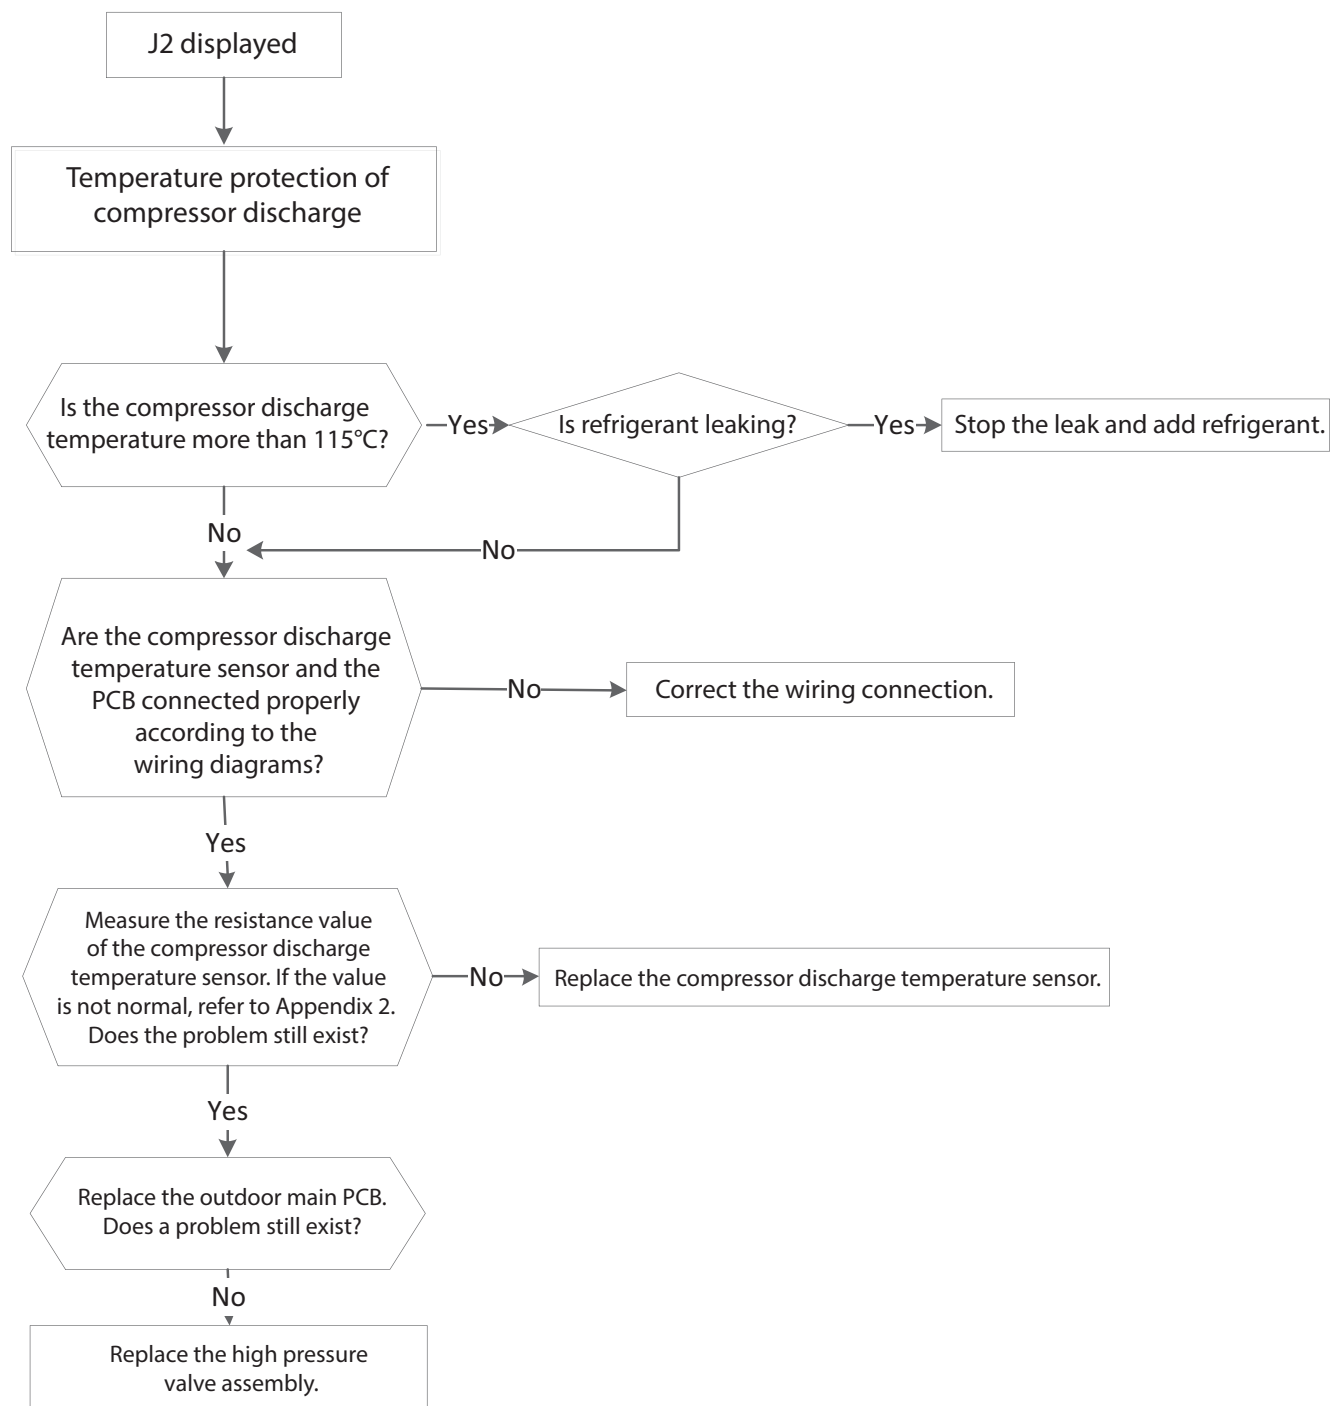 J2 displayed
Temperature protection of
compressor discharge
Is the compressor discharge
temperature more than 115°C?
Yes
Is refrigerant leaking?
Yes
Stop the leak and add refrigerant.
No
No
Are the compressor discharge
temperature sensor and the
PCB connected properly
according to the
wiring diagrams?
No
Correct the wiring connection.
Yes
Measure the resistance value
of the compressor discharge
temperature sensor. If the value
is not normal, refer to Appendix 2.
Does the problem still exist?
No
Replace the compressor discharge temperature sensor.
Yes
Replace the outdoor main PCB.
Does a problem still exist?
No
Replace the high pressure
valve assembly.